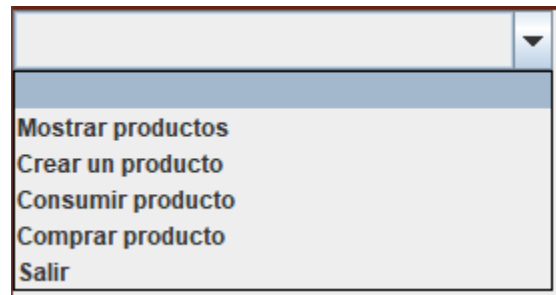 Mostrar productos
Crear un producto
Consumir producto
Comprar producto
Salir